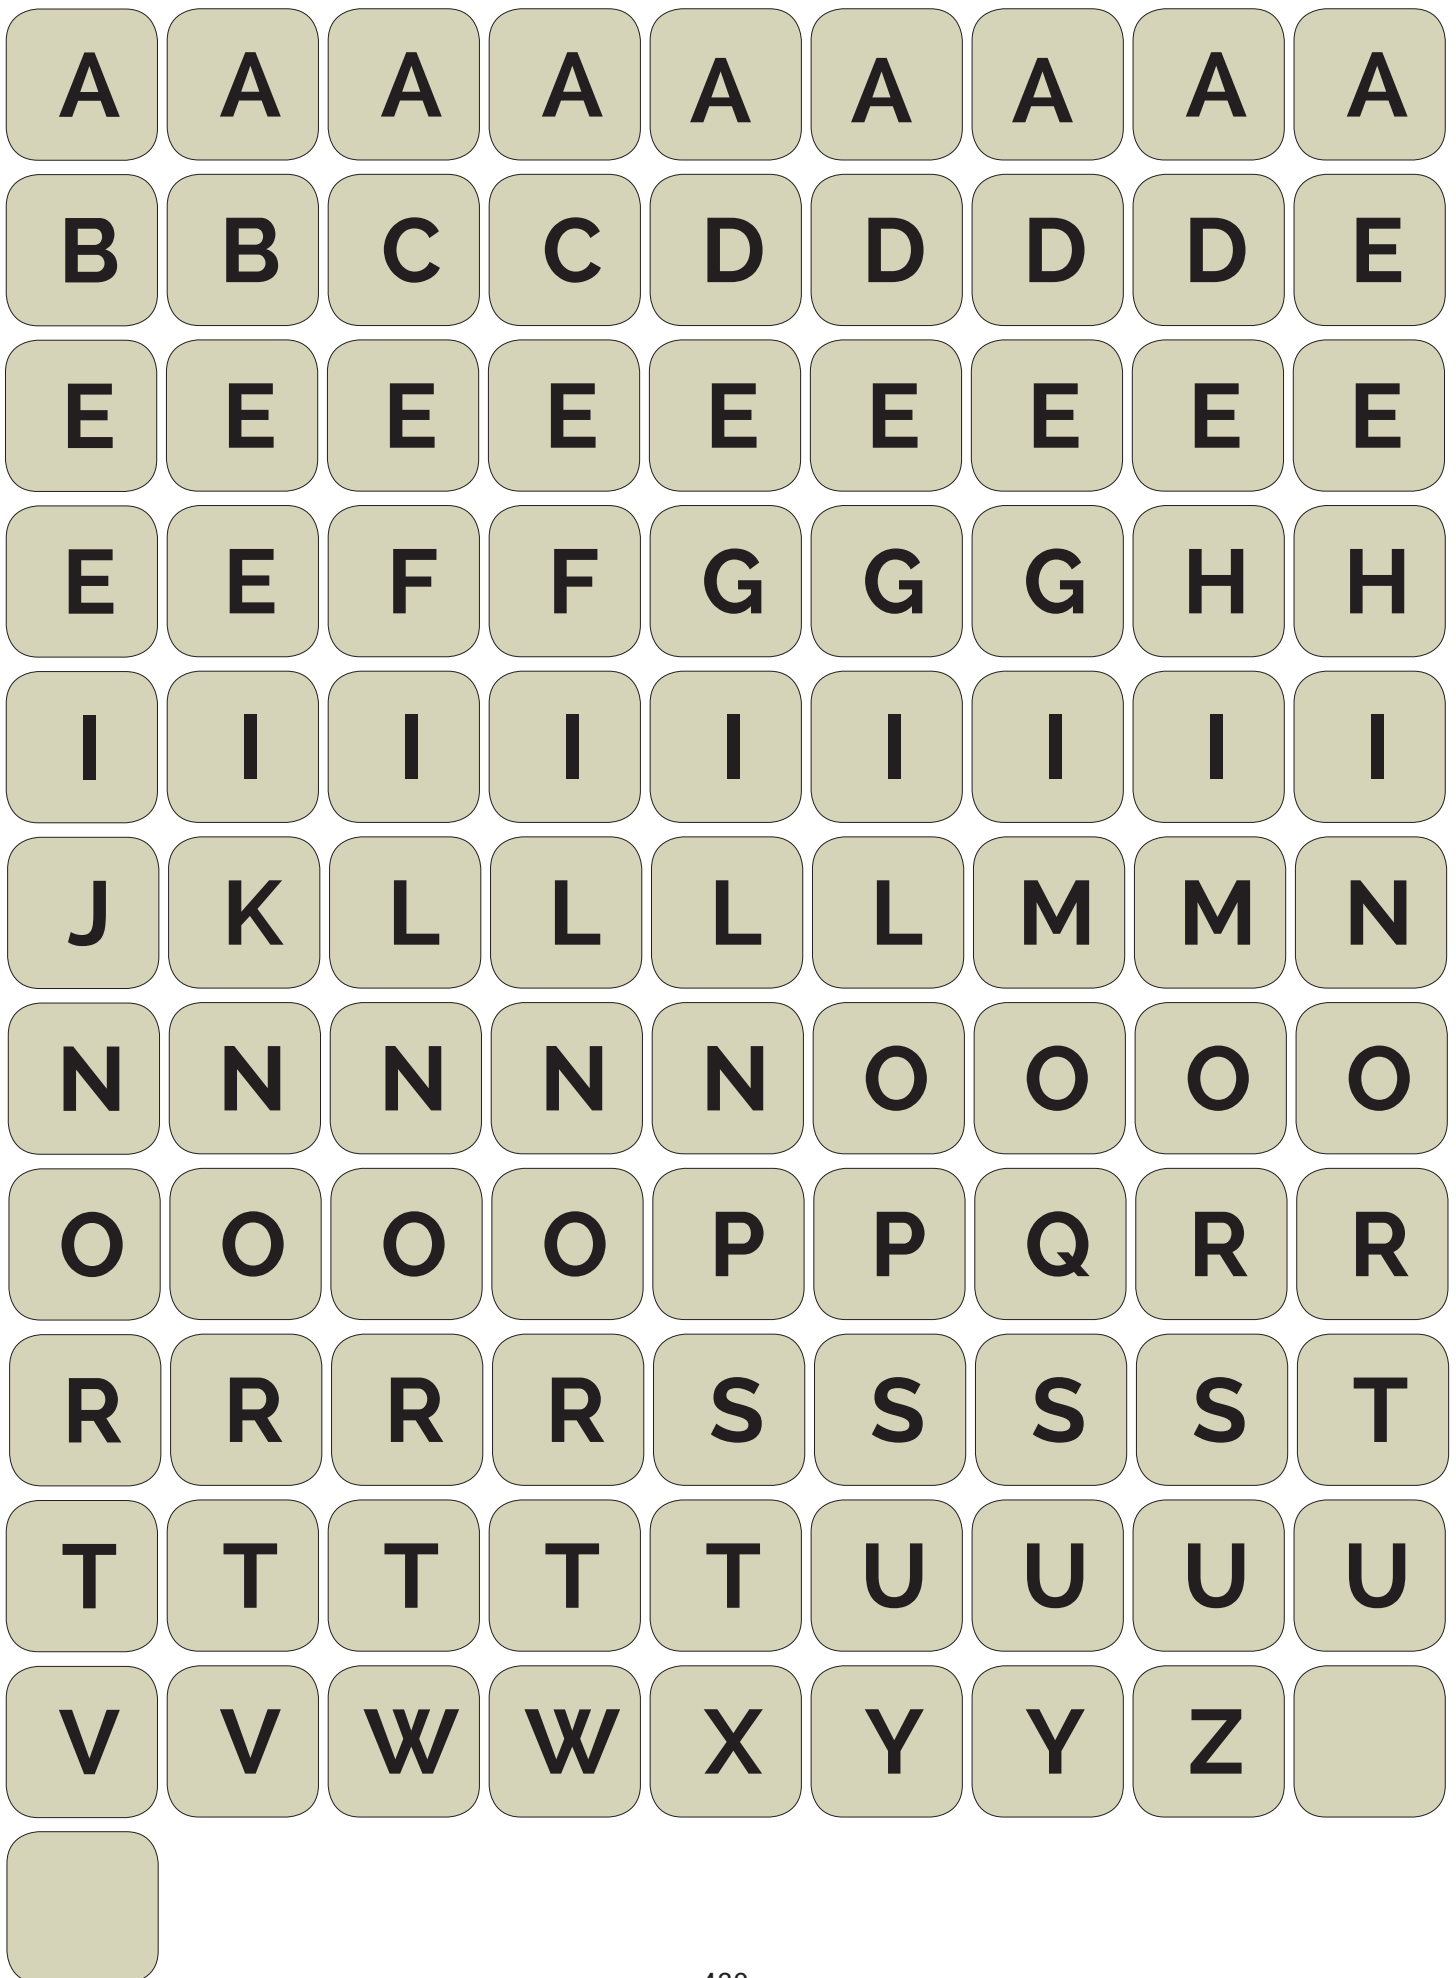 A A A A A A A A A
B B C C D D D D E
E E E E E E E E E
E E F F G G G H H
I I I I I I I I I
J K L L L L M M N
N N N N N O O O O
O O O O P P Q R R
R R R R S S S S T
T T T T T U U U U
V V W W X Y Y Z